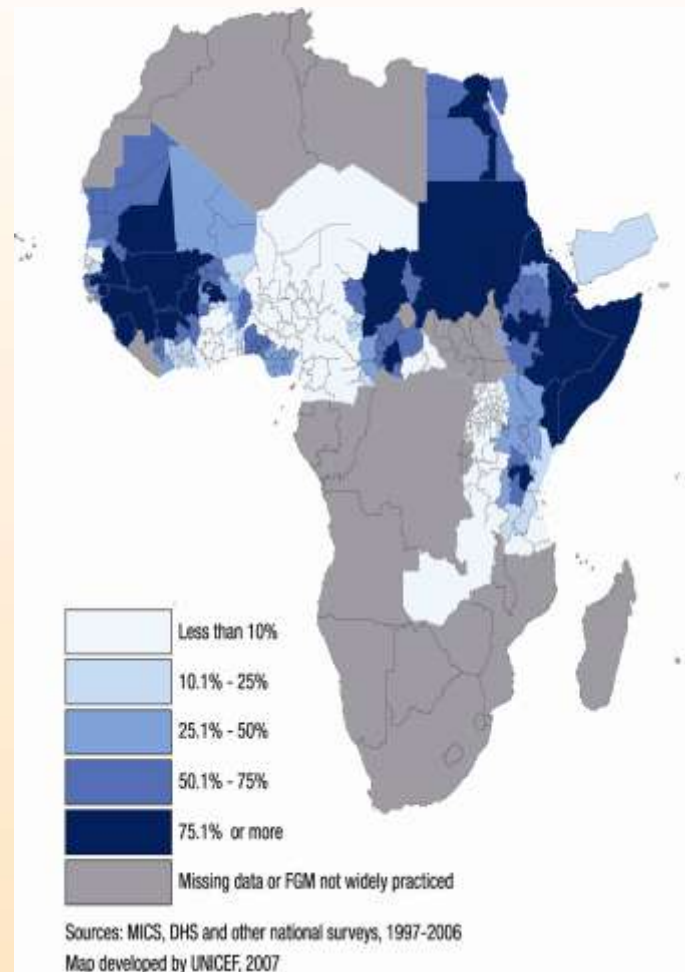 Less than 10%
10.1% - 25%
25.1% - 50%
50.1% - 75%
75.1% or more
Missing data or FGM not widely practiced
Sources: MICS, DHS and other national surveys, 1997-2006
Map developed by UNICEF, 2007